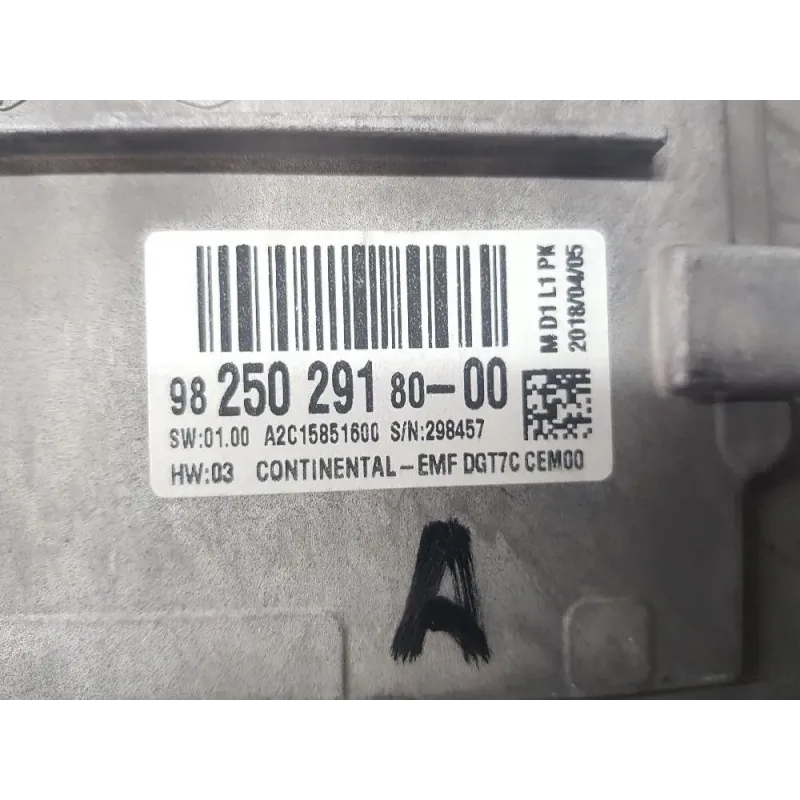 98 250 291 80-00
SW:01.00 A2C15851600 S/N:298457
HW:03 CONTINENTAL-EMF DGT7C CEM00
M D1 L1 PK
2018/04/05
A